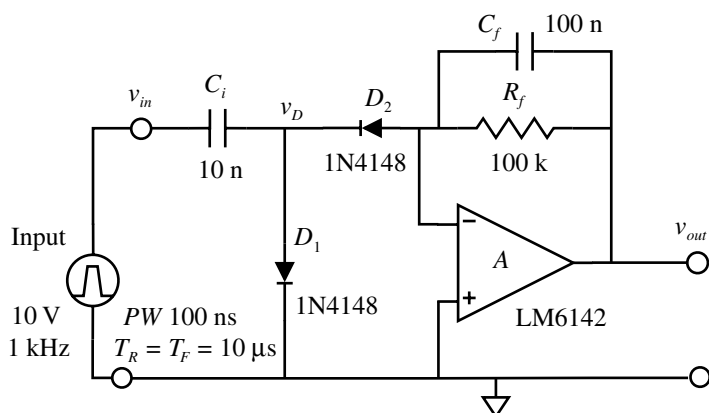 C_f 100 n
C_i
v_in
v_D
D_2
R_f
10 n
1N4148
100 k
Input
D_1
−
A
+
v_out
10 V
1 kHz
PW 100 ns
T_R = T_F = 10 μs
1N4148
LM6142